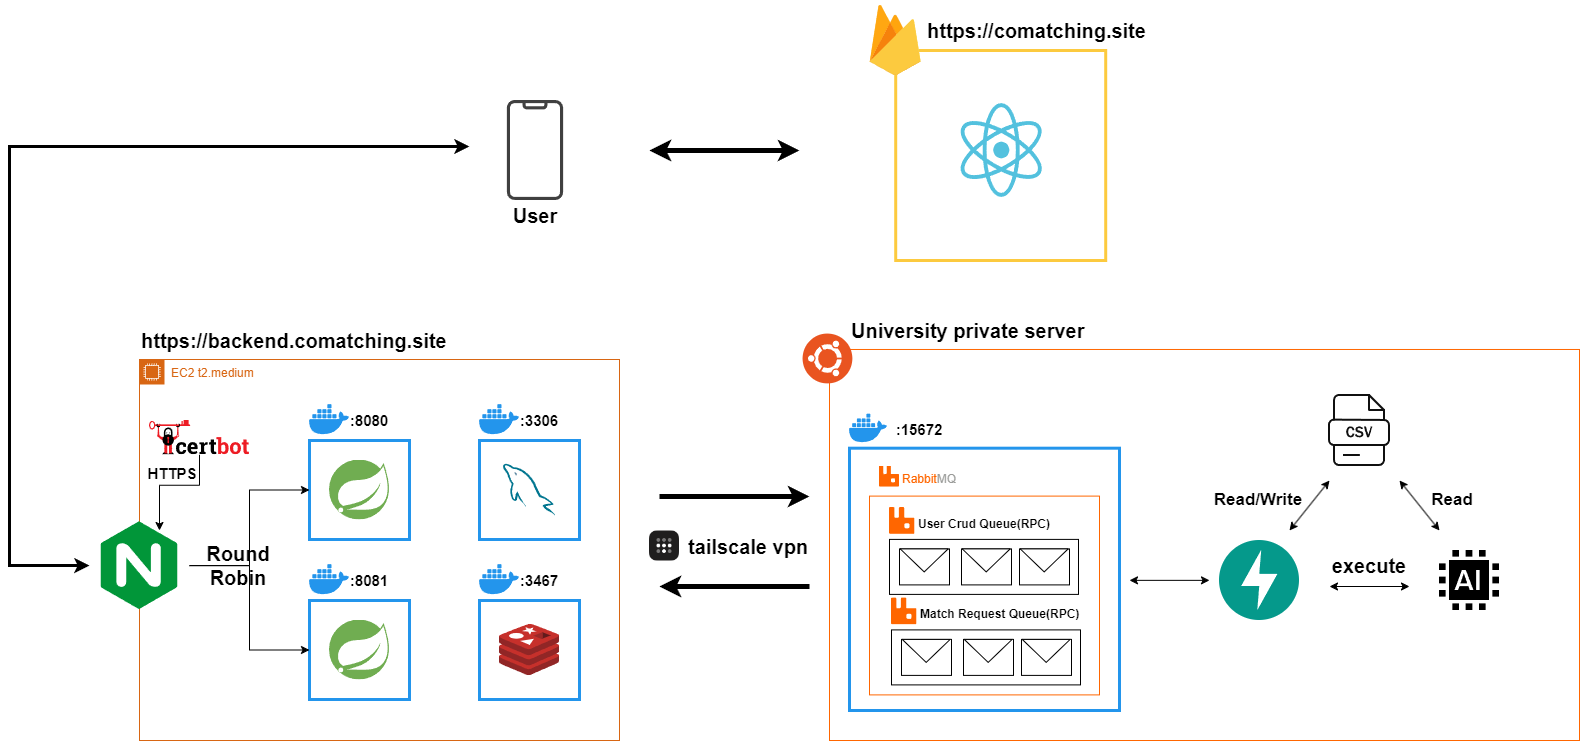 https://comatching.site
User
https://backend.comatching.site
University private server
EC2 t2.medium
:8080
:3306
:15672
certbot
HTTPS
CSV
RabbitMQ
Read/Write
Read
User Crud Queue(RPC)
Round
Robin
tailscale vpn
execute
N
:8081
:3467
AI
Match Request Queue(RPC)